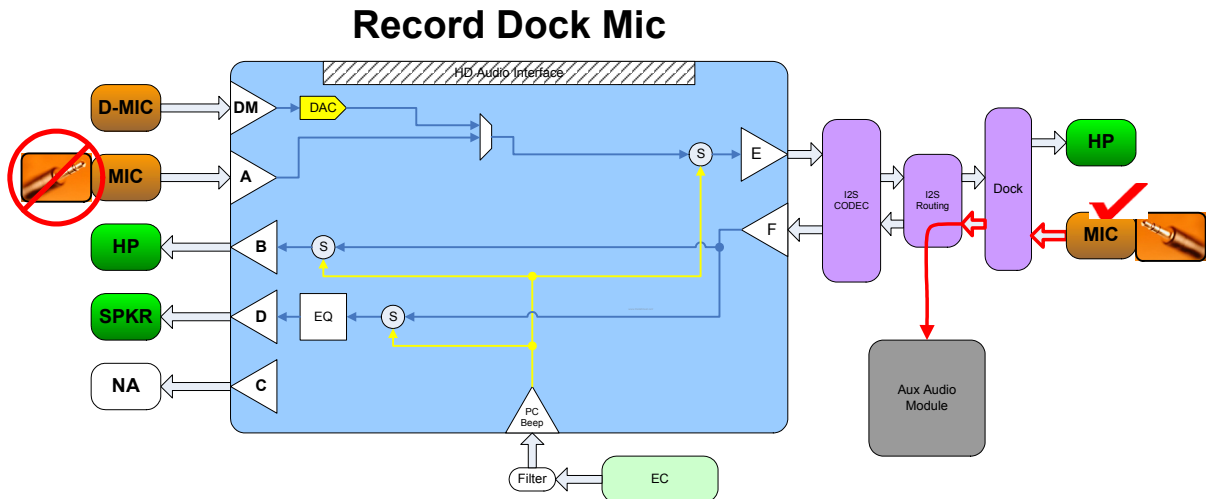 Record Dock Mic
HD Audio Interface
D-MIC
DM
DAC
MIC
A
S
E
I2S
CODEC
I2S
Routing
Dock
HP
MIC
HP
B
S
F
SPKR
D
EQ
S
NA
C
PC
Beep
Aux Audio
Module
Filter
EC